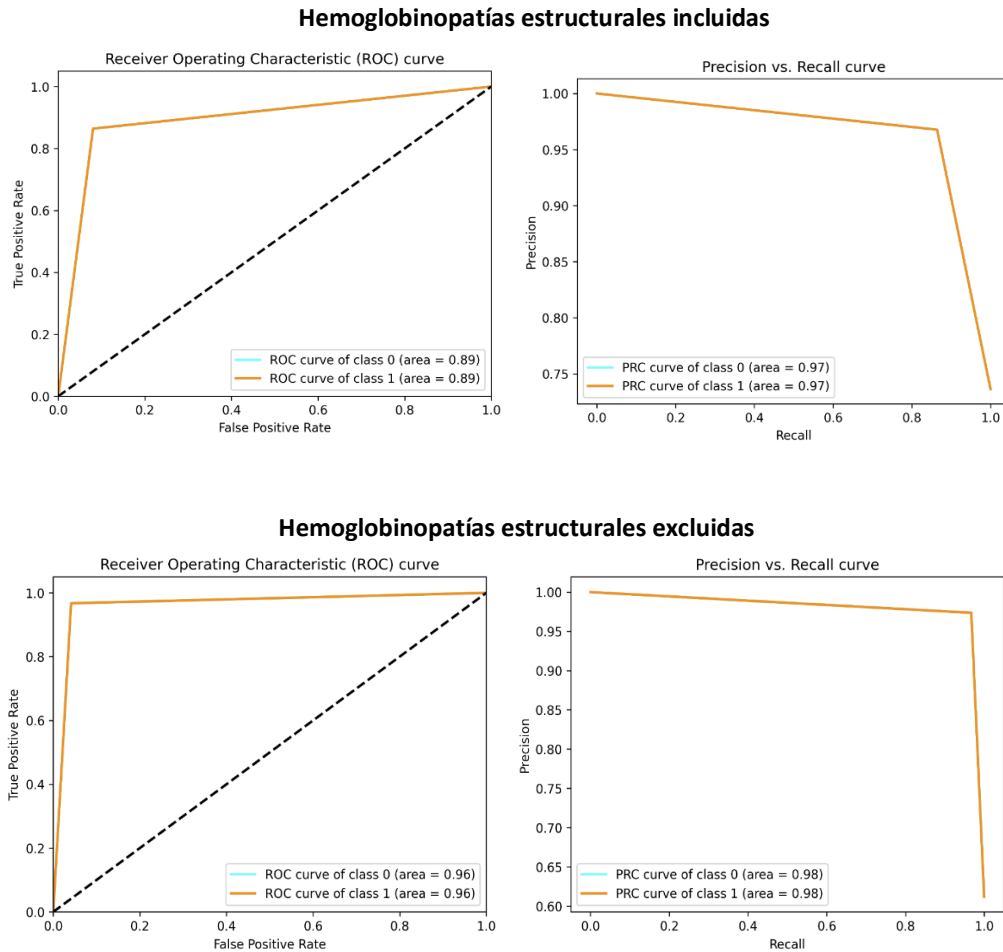 Hemoglobinopatías estructurales incluidas
Receiver Operating Characteristic (ROC) curve
True Positive Rate
1.0
0.8
0.6
0.4
0.2
0.0
ROC curve of class 0 (area = 0.89)
ROC curve of class 1 (area = 0.89)
0.0 0.2 0.4 0.6 0.8 1.0
False Positive Rate
Precision vs. Recall curve
Precision
1.00
0.95
0.90
0.85
0.80
0.75
PRC curve of class 0 (area = 0.97)
PRC curve of class 1 (area = 0.97)
0.0 0.2 0.4 0.6 0.8 1.0
Recall
Hemoglobinopatías estructurales excluidas
Receiver Operating Characteristic (ROC) curve
True Positive Rate
1.0
0.8
0.6
0.4
0.2
0.0
ROC curve of class 0 (area = 0.96)
ROC curve of class 1 (area = 0.96)
0.0 0.2 0.4 0.6 0.8 1.0
False Positive Rate
Precision vs. Recall curve
Precision
1.00
0.95
0.90
0.85
0.80
0.75
0.70
0.65
0.60
PRC curve of class 0 (area = 0.98)
PRC curve of class 1 (area = 0.98)
0.0 0.2 0.4 0.6 0.8 1.0
Recall